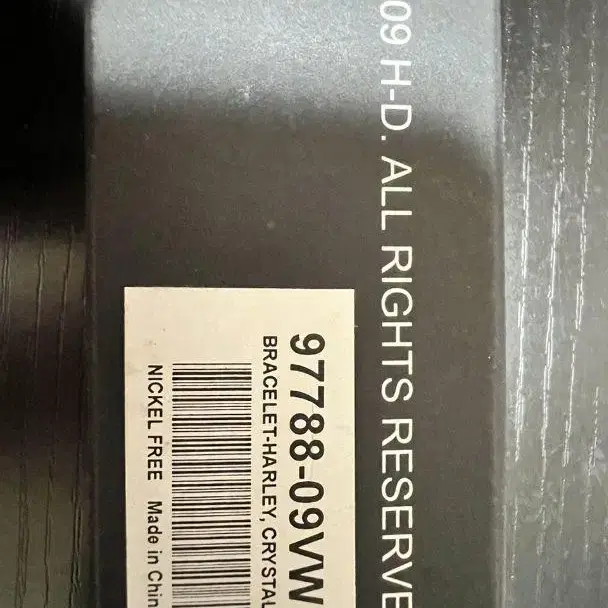 09 H-D. ALL RIGHTS RESERVE
97788-09VW
BRACELET-HARLEY, CRYSTAL
NICKEL FREE Made in Chin